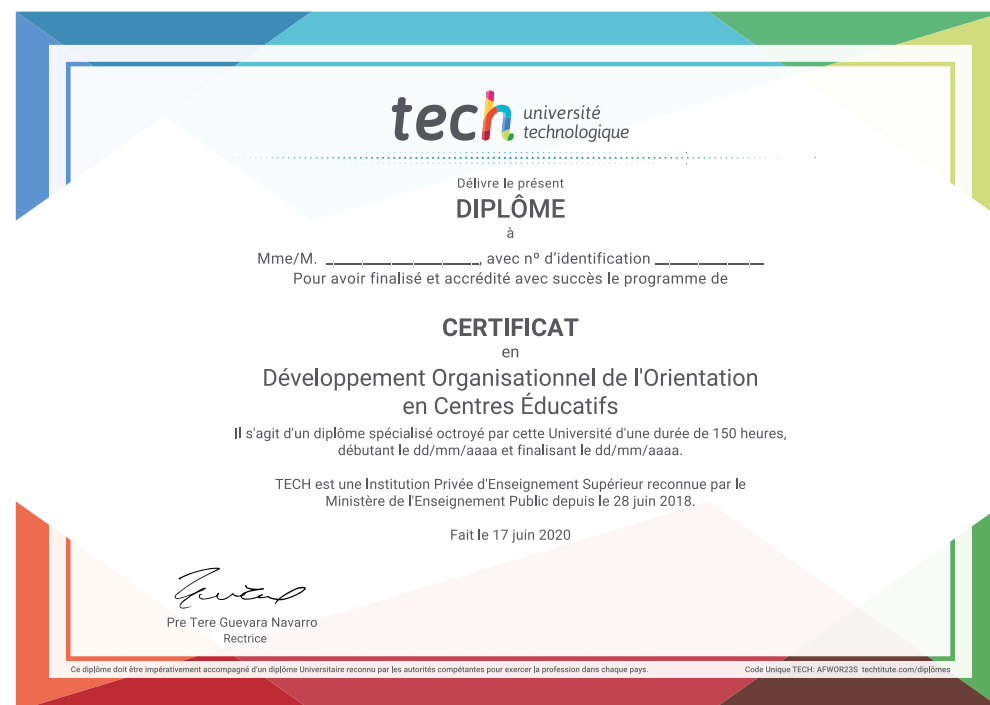 tech université
technologique
Délivre le présent
DIPLÔME
à
Mme/M. ____________________, avec nº d'identification ______________
Pour avoir finalisé et accrédité avec succès le programme de
CERTIFICAT
en
Développement Organisationnel de l'Orientation
en Centres Éducatifs
Il s'agit d'un diplôme spécialisé octroyé par cette Université d'une durée de 150 heures,
débutant le dd/mm/aaaa et finalisant le dd/mm/aaaa.
TECH est une Institution Privée d'Enseignement Supérieur reconnue par le
Ministère de l'Enseignement Public depuis le 28 juin 2018.
Fait le 17 juin 2020
Pre Tere Guevara Navarro
Rectrice
Ce diplôme doit être impérativement accompagné d'un diplôme Universitaire reconnu par les autorités compétantes pour exercer la profession dans chaque pays.
Code Unique TECH: AFWOR23S techtitute.com/diplômes